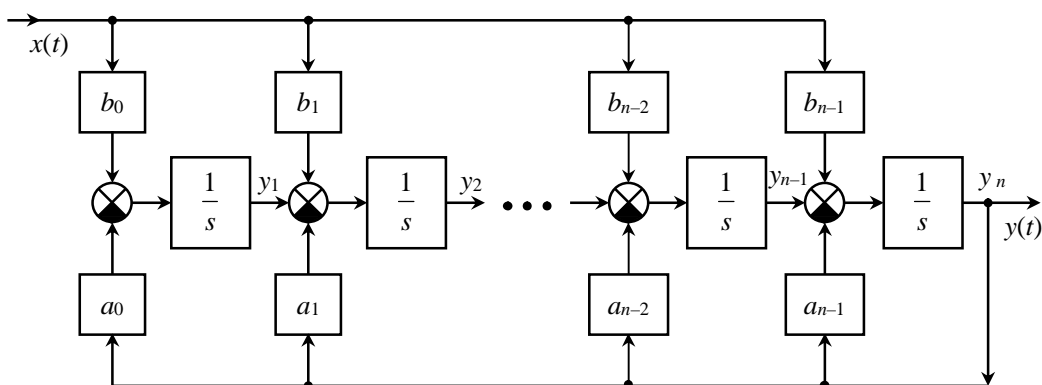 x(t)
b₀ b₁ bₙ₋₂ bₙ₋₁
1 1 1 1
y₁ y₂ yₙ₋₁ yₙ
s s s s
y(t)
a₀ a₁ aₙ₋₂ aₙ₋₁